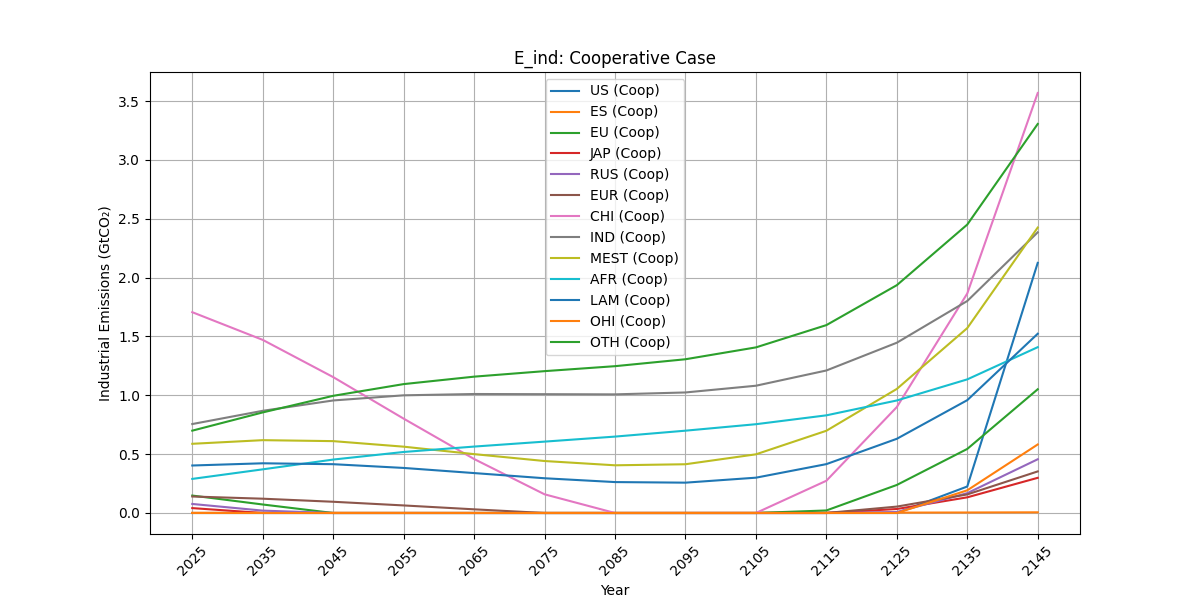 E_ind: Cooperative Case
Industrial Emissions (GtCO₂)
3.5
3.0
2.5
2.0
1.5
1.0
0.5
0.0
US (Coop)
ES (Coop)
EU (Coop)
JAP (Coop)
RUS (Coop)
EUR (Coop)
CHI (Coop)
IND (Coop)
MEST (Coop)
AFR (Coop)
LAM (Coop)
OHI (Coop)
OTH (Coop)
2025 2035 2045 2055 2065 2075 2085 2095 2105 2115 2125 2135 2145
Year